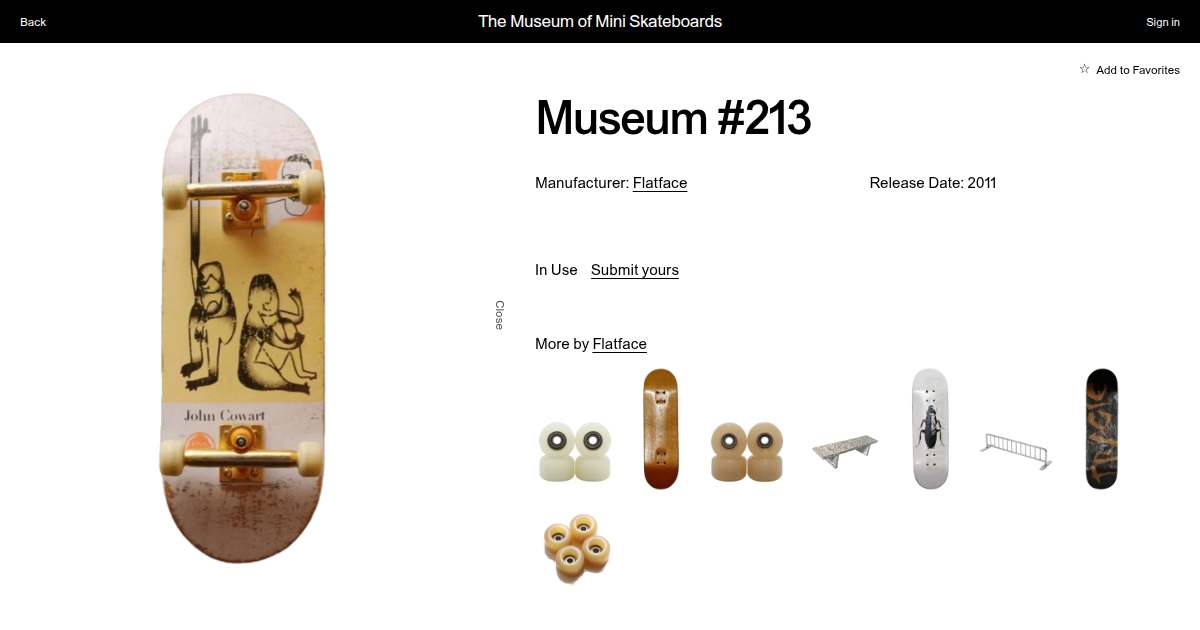 Back
The Museum of Mini Skateboards
Sign in
☆ Add to Favorites
Museum #213
Manufacturer: Flatface
Release Date: 2011
In Use Submit yours
Close
More by Flatface
John Cowart